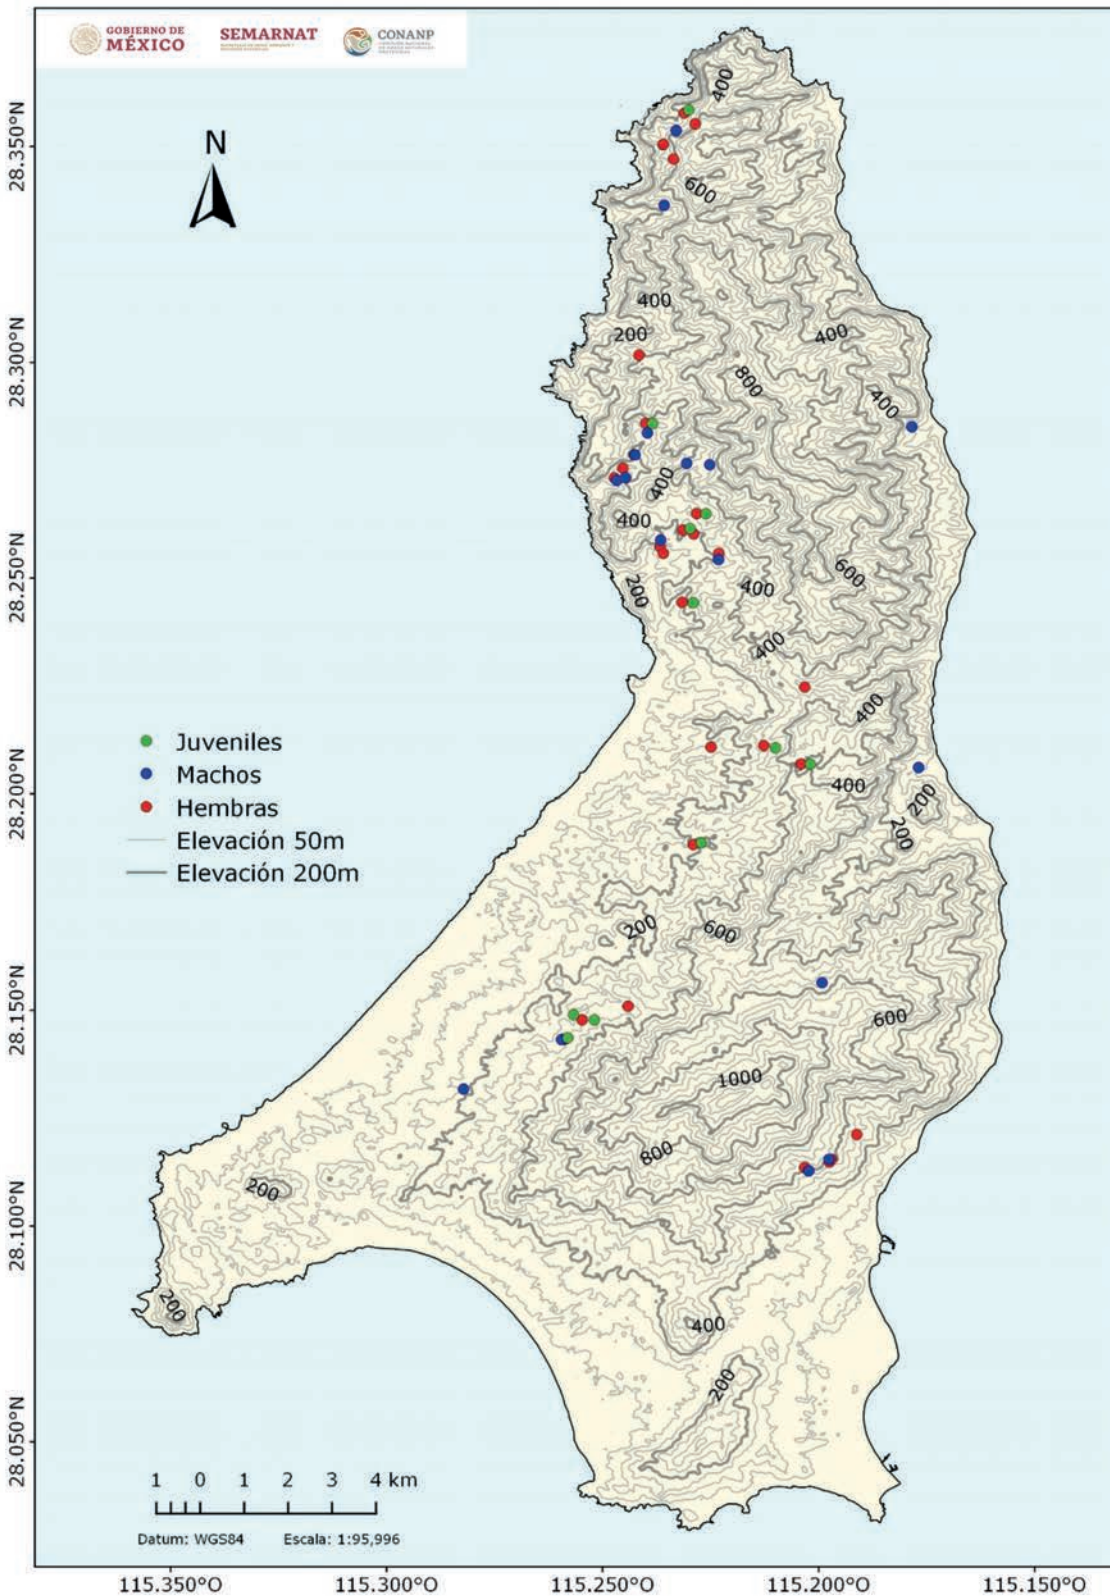 GOBIERNO DE
MÉXICO
SEMARNAT
CONANP
N
400
600
400
200
400
800
400
400
400
200
400
600
400
400
400
200
200
200
600
600
1000
800
200
200
400
200
Juveniles
Machos
Hembras
Elevación 50m
Elevación 200m
1 0 1 2 3 4 km
Datum: WGS84 Escala: 1:95,996
28.350°N
28.300°N
28.250°N
28.200°N
28.150°N
28.100°N
28.050°N
115.350°O 115.300°O 115.250°O 115.200°O 115.150°O